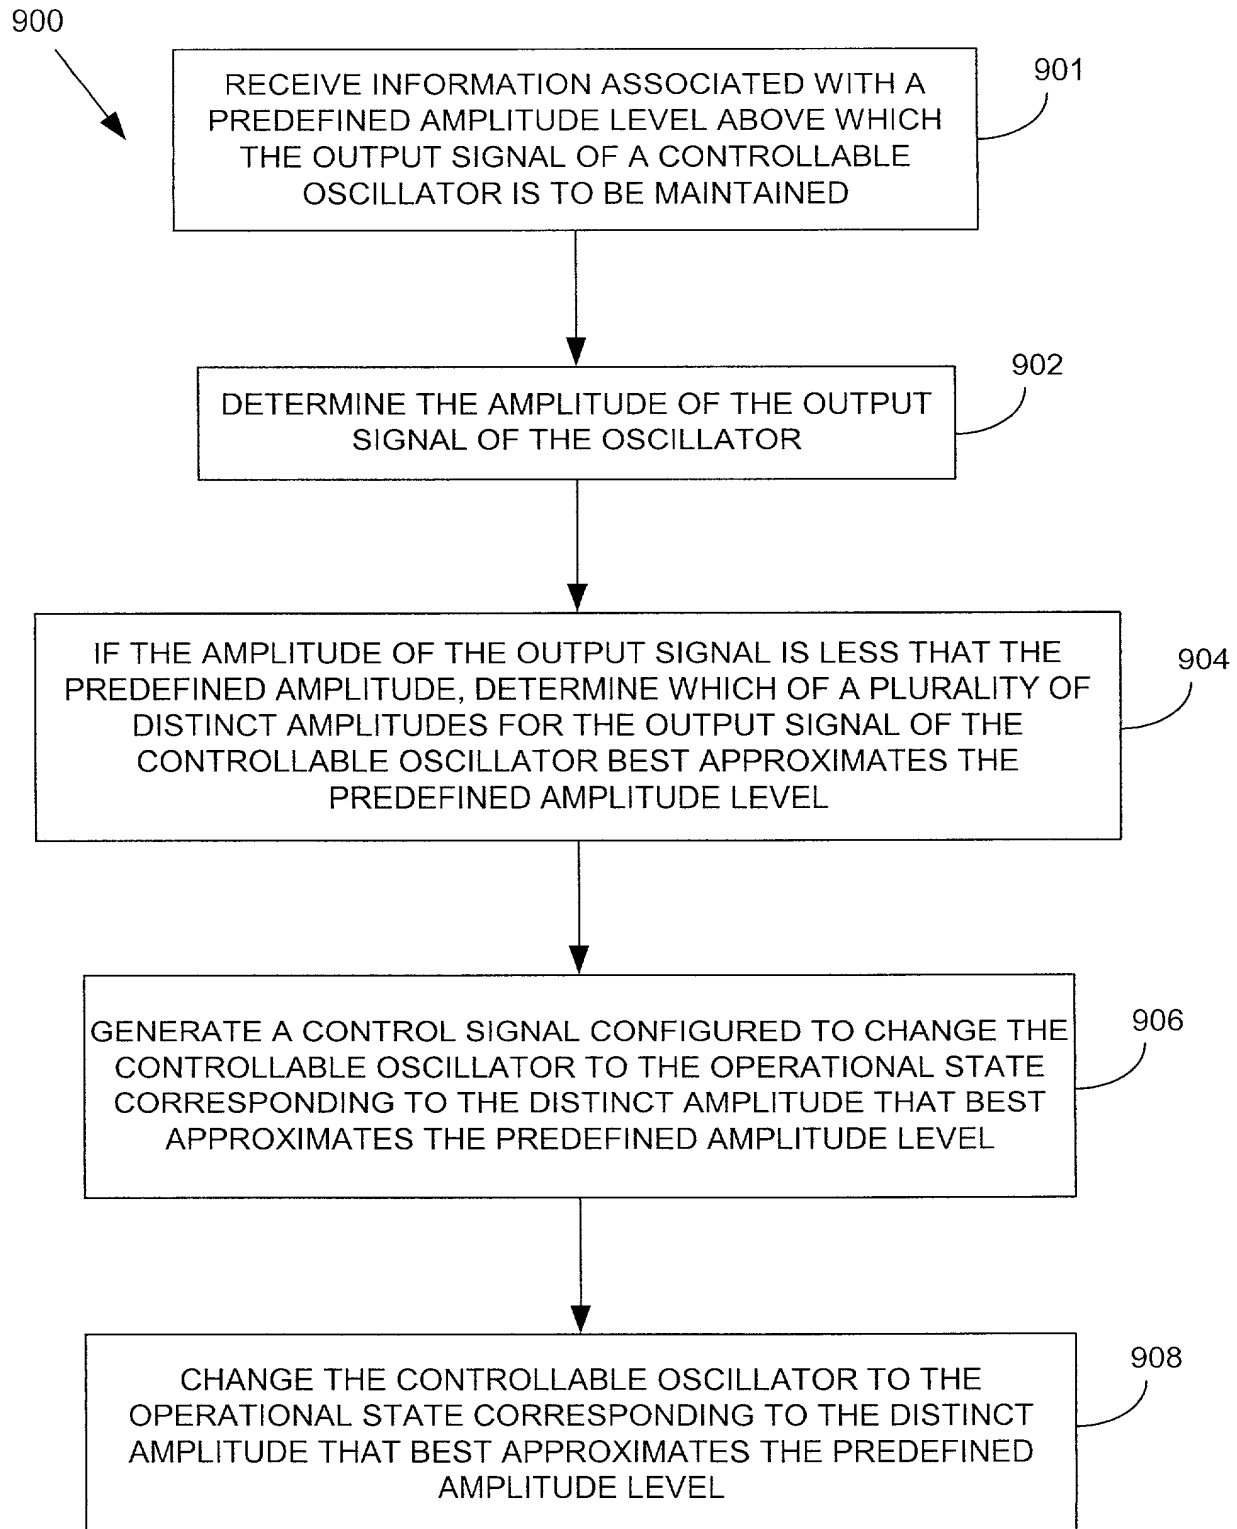 900
RECEIVE INFORMATION ASSOCIATED WITH A
PREDEFINED AMPLITUDE LEVEL ABOVE WHICH
THE OUTPUT SIGNAL OF A CONTROLLABLE
OSCILLATOR IS TO BE MAINTAINED
901
DETERMINE THE AMPLITUDE OF THE OUTPUT
SIGNAL OF THE OSCILLATOR
902
IF THE AMPLITUDE OF THE OUTPUT SIGNAL IS LESS THAT THE
PREDEFINED AMPLITUDE, DETERMINE WHICH OF A PLURALITY OF
DISTINCT AMPLITUDES FOR THE OUTPUT SIGNAL OF THE
CONTROLLABLE OSCILLATOR BEST APPROXIMATES THE
PREDEFINED AMPLITUDE LEVEL
904
GENERATE A CONTROL SIGNAL CONFIGURED TO CHANGE THE
CONTROLLABLE OSCILLATOR TO THE OPERATIONAL STATE
CORRESPONDING TO THE DISTINCT AMPLITUDE THAT BEST
APPROXIMATES THE PREDEFINED AMPLITUDE LEVEL
906
CHANGE THE CONTROLLABLE OSCILLATOR TO THE
OPERATIONAL STATE CORRESPONDING TO THE DISTINCT
AMPLITUDE THAT BEST APPROXIMATES THE PREDEFINED
AMPLITUDE LEVEL
908